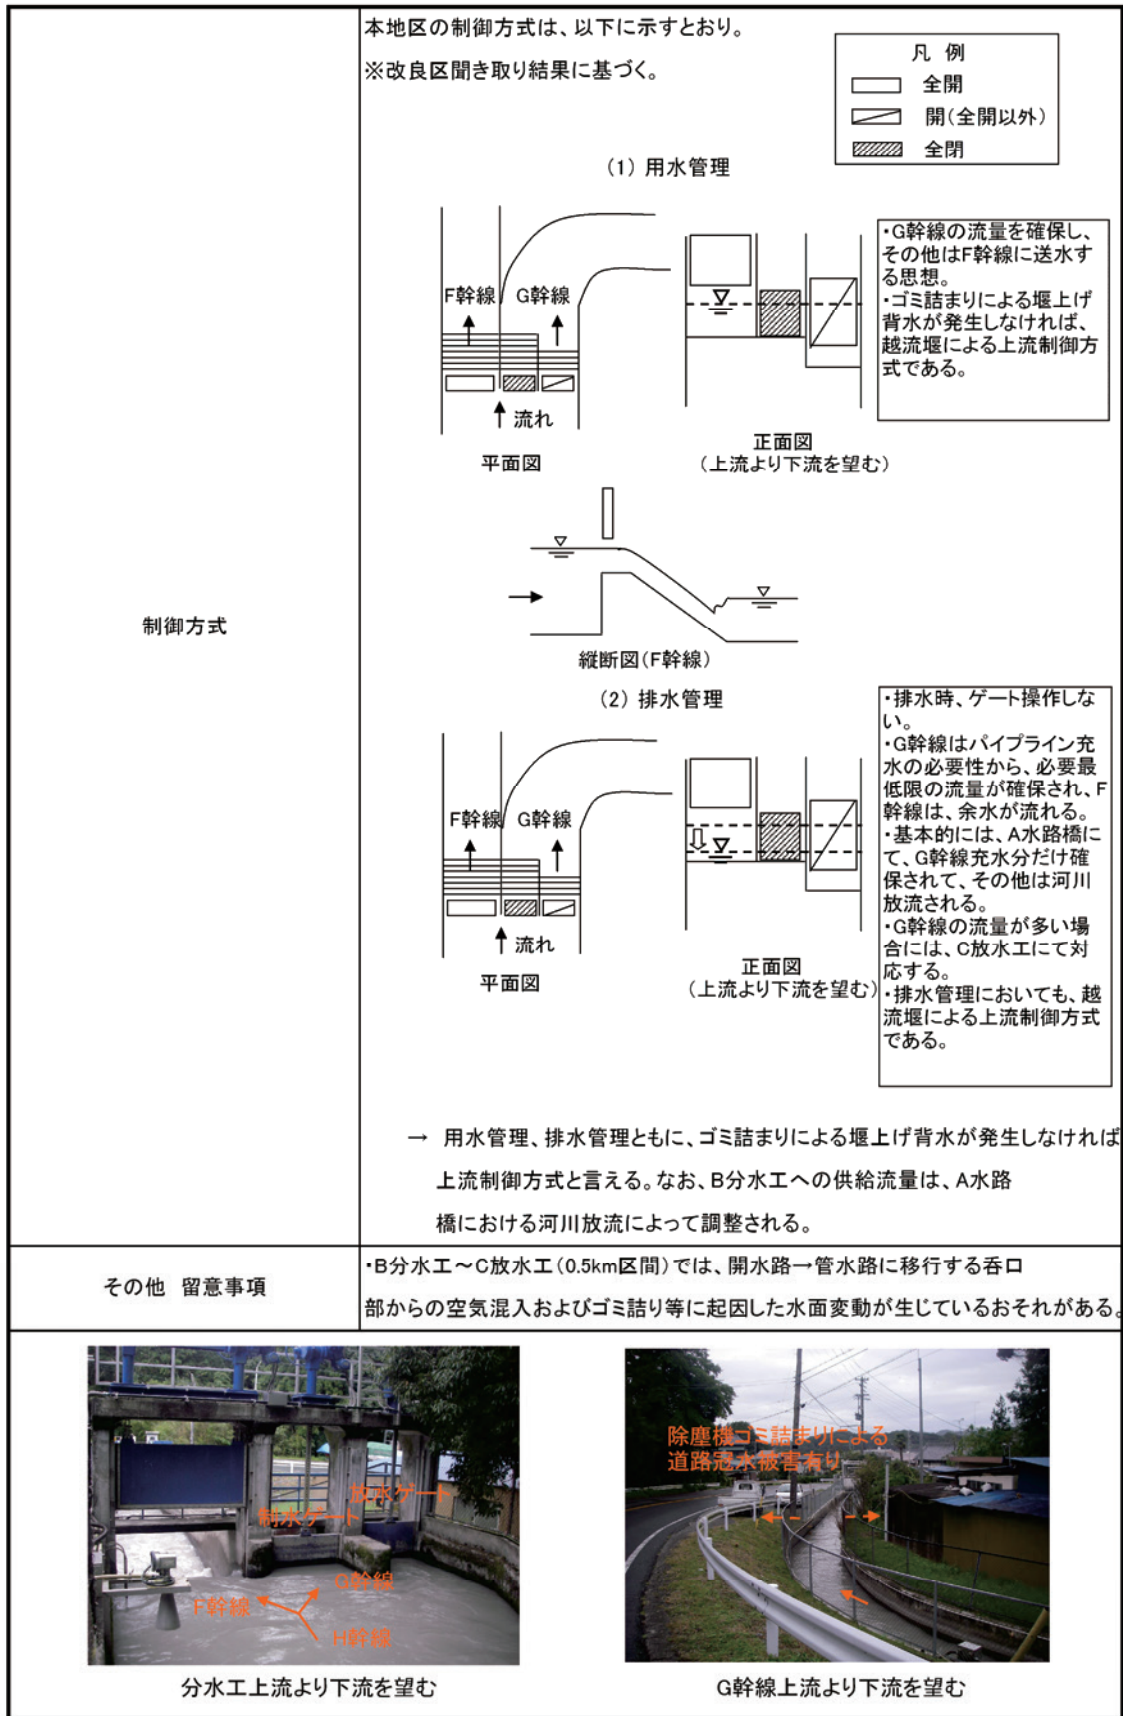 制御方式
本地区の制御方式は、以下に示すとおり。
※改良区聞き取り結果に基づく。
凡 例
全開
開(全開以外)
全閉
(1) 用水管理
F幹線
G幹線
流れ
平面図
正面図
(上流より下流を望む)
・G幹線の流量を確保し、
その他はF幹線に送水す
る思想。
・ゴミ詰まりによる堰上げ
背水が発生しなければ、
越流堰による上流制御方
式である。
縦断図(F幹線)
(2) 排水管理
F幹線
G幹線
流れ
平面図
正面図
(上流より下流を望む)
・排水時、ゲート操作しな
い。
・G幹線はパイプライン充
水の必要性から、必要最
低限の流量が確保され、F
幹線は、余水が流れる。
・基本的には、A水路橋に
て、G幹線充水分だけ確
保されて、その他は河川
放流される。
・G幹線の流量が多い場
合には、C放水工にて対
応する。
・排水管理においても、越
流堰による上流制御方式
である。
→ 用水管理、排水管理ともに、ゴミ詰まりによる堰上げ背水が発生しなければ
上流制御方式と言える。なお、B分水工への供給流量は、A水路
橋における河川放流によって調整される。
その他 留意事項
・B分水工～C放水工(0.5km区間)では、開水路→管水路に移行する呑口
部からの空気混入およびゴミ詰り等に起因した水面変動が生じているおそれがある。
放水ゲート
制水ゲート
G幹線
F幹線
H幹線
分水工上流より下流を望む
除塵機ゴミ詰まりによる
道路冠水被害有り
G幹線上流より下流を望む